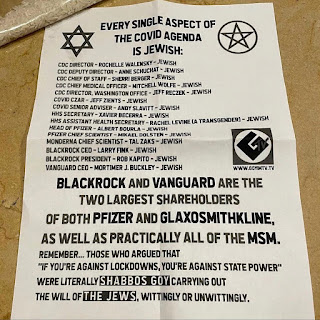 EVERY SINGLE ASPECT OF
THE COVID AGENDA
IS JEWISH:
CDC DIRECTOR - ROCHELLE WALENSKY - JEWISH
CDC DEPUTY DIRECTOR - ANNE SCHUCHAT - JEWISH
CDC CHIEF OF STAFF - SHERRI BERGER - JEWISH
CDC CHIEF MEDICAL OFFICER - MITCHELL WOLFE - JEWISH
CDC DIRECTOR, WASHINGTON OFFICE - JEFF RECZEK - JEWISH
COVID CZAR - JEFF ZIENTS - JEWISH
COVID SENIOR ADVISER - ANDY SLAVITT - JEWISH
HHS SECRETARY - XAVIER BECERRA - JEWISH
HHS ASSISTANT HEALTH SECRETARY - RACHEL LEVINE (A TRANSGENDER) - JEWISH
HEAD OF PFIZER - ALBERT BOURLA - JEWISH
PFIZER CHIEF SCIENTIST - MIKAEL DOLSTEN - JEWISH
MONDERNA CHIEF SCIENTIST - TAL ZAKS - JEWISH
BLACKROCK CEO - LARRY FINK - JEWISH
BLACKROCK PRESIDENT - ROB KAPITO - JEWISH
VANGUARD CEO - MORTIMER J. BUCKLEY - JEWISH
WWW.GOYIMTV.TV
BLACKROCK AND VANGUARD ARE THE
TWO LARGEST SHAREHOLDERS
OF BOTH PFIZER AND GLAXOSMITHKLINE,
AS WELL AS PRACTICALLY ALL OF THE MSM.
REMEMBER... THOSE WHO ARGUED THAT
"IF YOU'RE AGAINST LOCKDOWNS, YOU'RE AGAINST STATE POWER"
WERE LITERALLY SHABBOS GOY CARRYING OUT
THE WILL OF THE JEWS, WITTINGLY OR UNWITTINGLY.